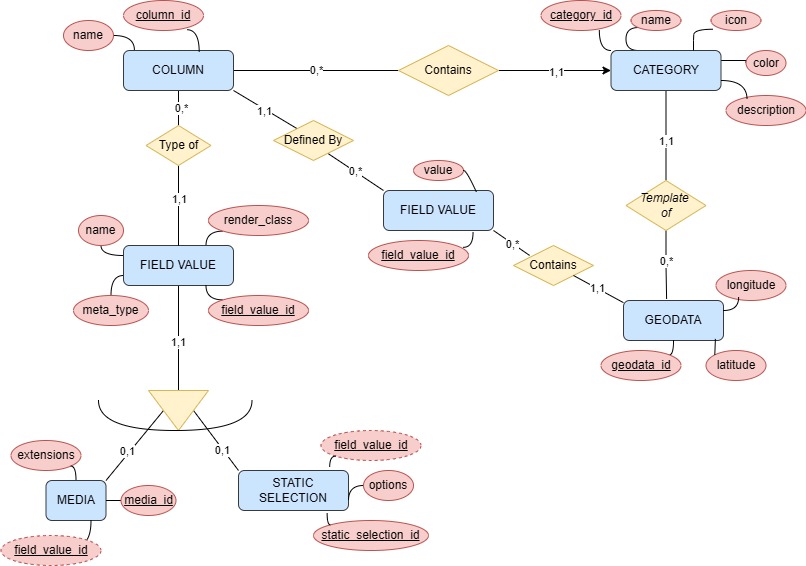 column_id
category_id
name
icon
name
COLUMN
0,*
Contains
1,1
CATEGORY
color
description
0,*
1,1
Type of
Defined By
1,1
0,*
value
Template
of
1,1
FIELD VALUE
name
render_class
0,*
field_value_id
Contains
0,*
FIELD VALUE
1,1
longitude
meta_type
field_value_id
GEODATA
1,1
geodata_id
latitude
0,1
0,1
extensions
field_value_id
MEDIA
media_id
STATIC
SELECTION
options
field_value_id
static_selection_id